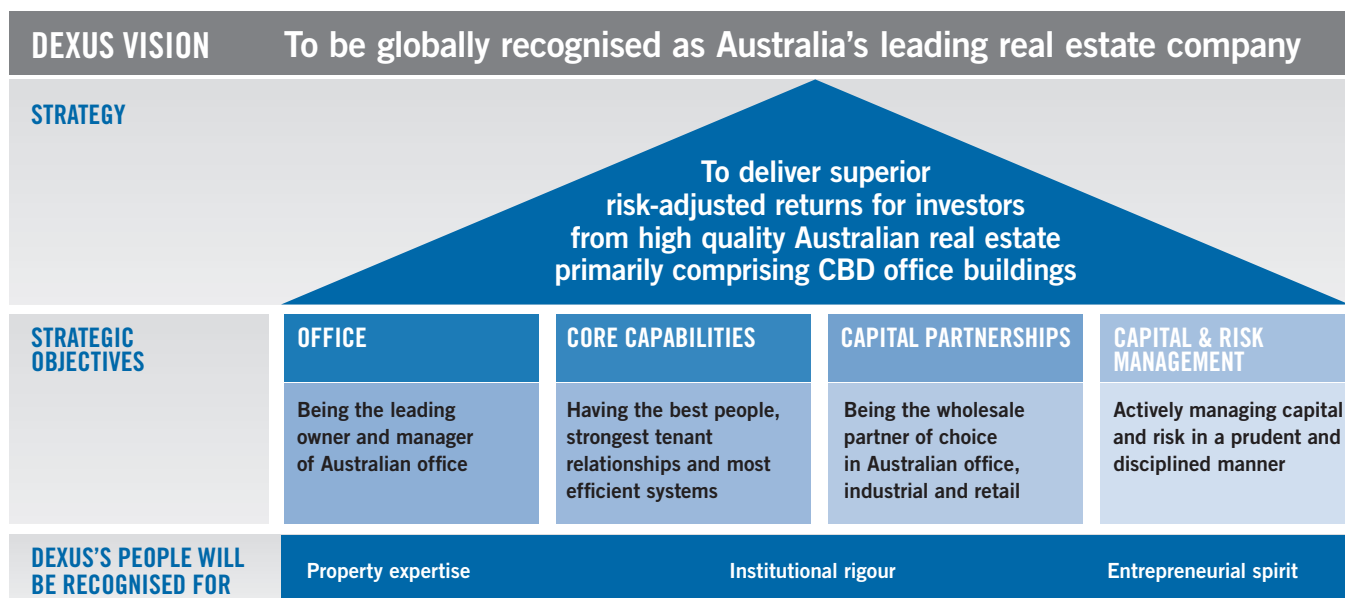 DEXUS VISION To be globally recognised as Australia's leading real estate company
STRATEGY
To deliver superior
risk-adjusted returns for investors
from high quality Australian real estate
primarily comprising CBD office buildings
STRATEGIC
OBJECTIVES
OFFICE
Being the leading
owner and manager
of Australian office
CORE CAPABILITIES
Having the best people,
strongest tenant
relationships and most
efficient systems
CAPITAL PARTNERSHIPS
Being the wholesale
partner of choice
in Australian office,
industrial and retail
CAPITAL & RISK
MANAGEMENT
Actively managing capital
and risk in a prudent and
disciplined manner
DEXUS'S PEOPLE WILL
BE RECOGNISED FOR
Property expertise
Institutional rigour
Entrepreneurial spirit